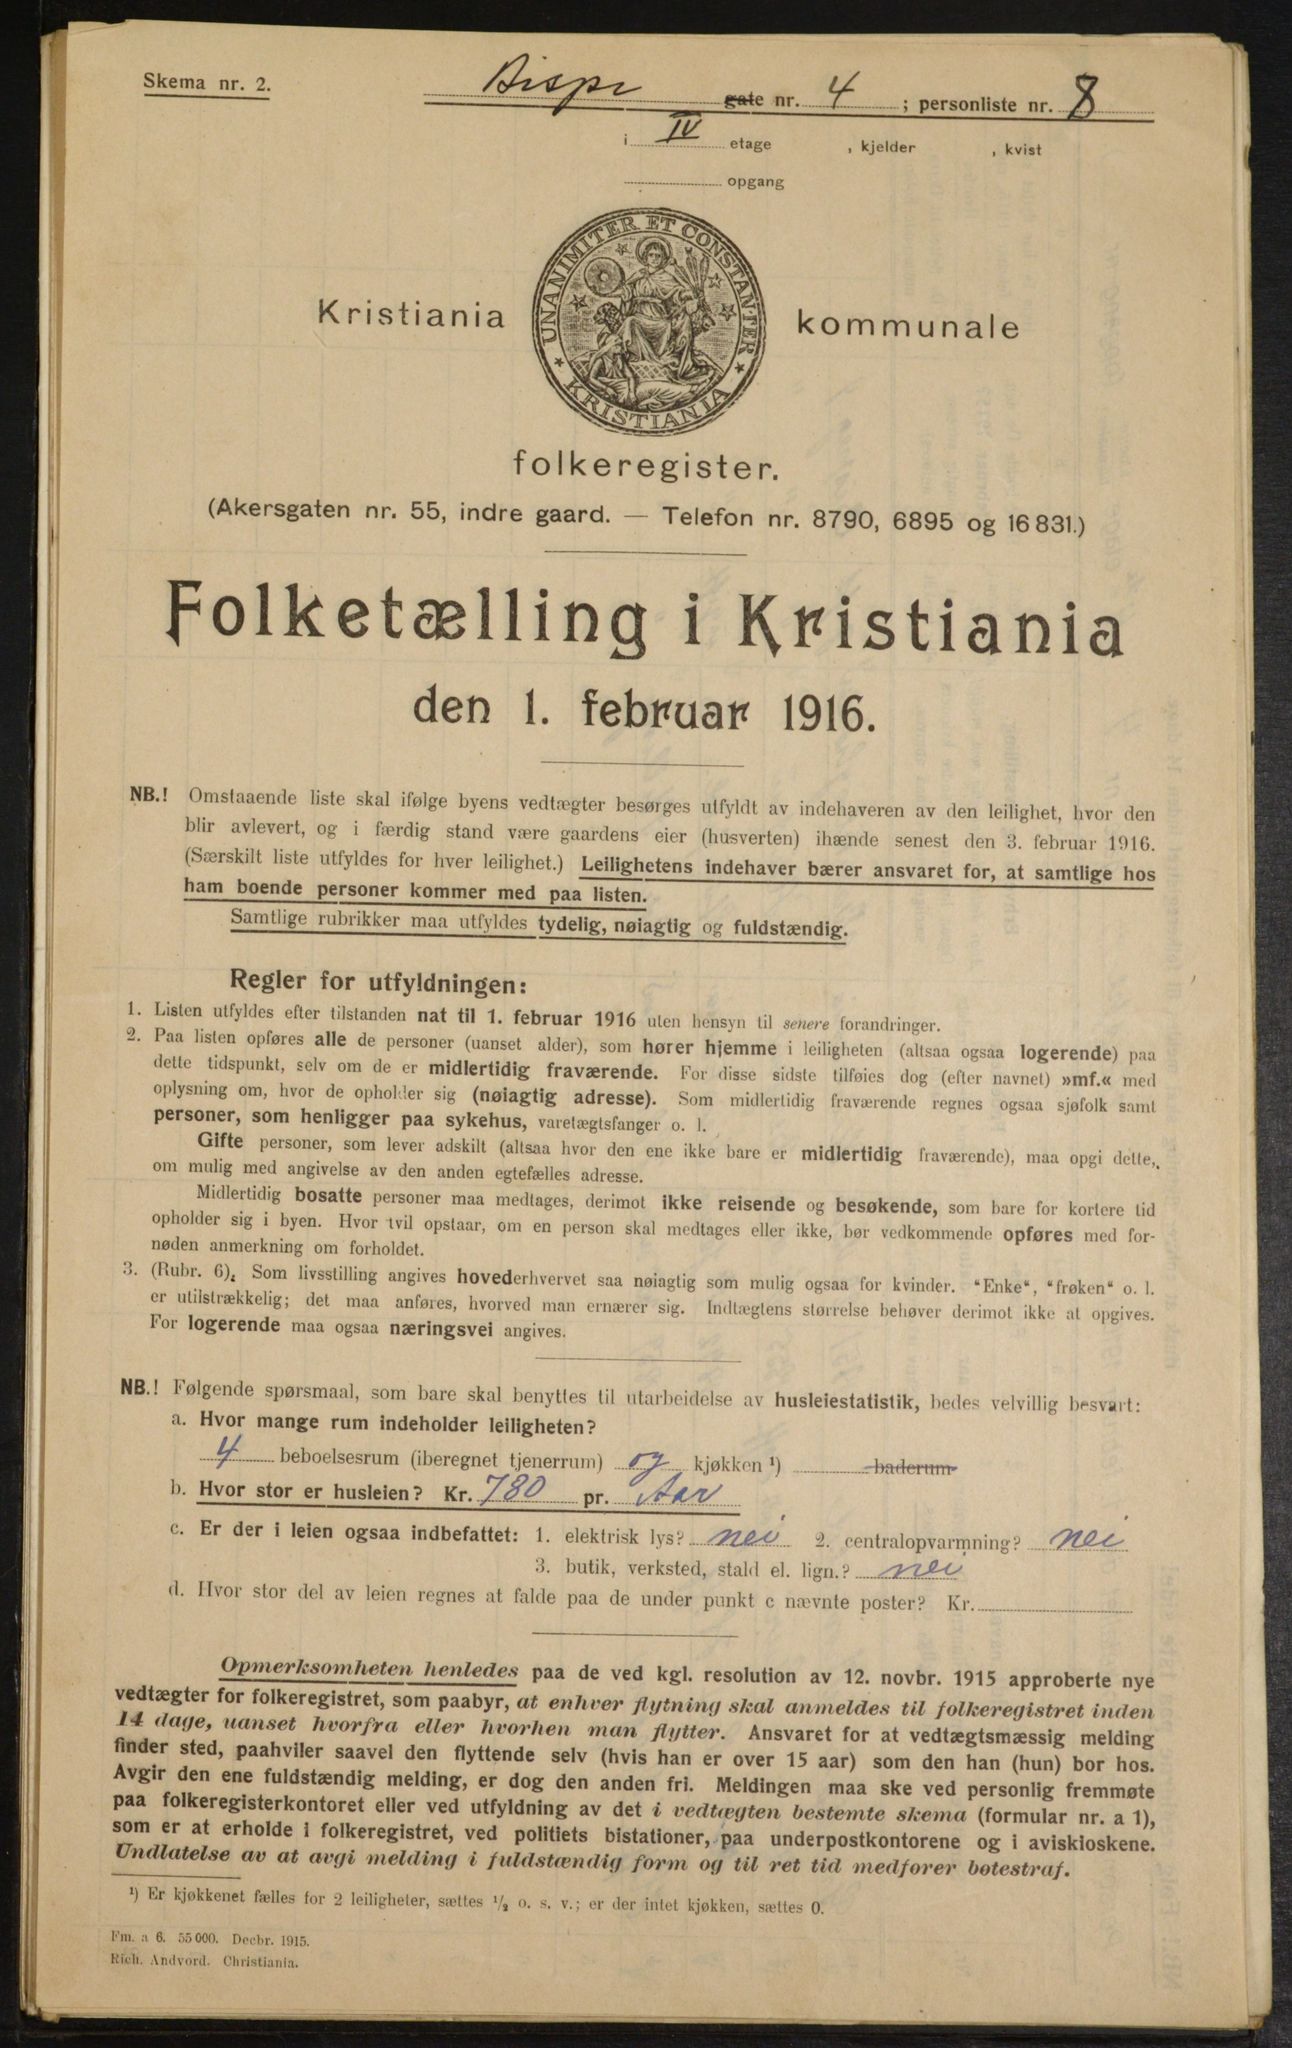 Skema nr. 2.
Bispe gate nr. 4 ; personliste nr. 8
i IV etage , kjelder , kvist
opgang
UNANIMITER ET CONSTANTER
KRISTIANIA
Kristiania kommunale
folkeregister.
(Akersgaten nr. 55, indre gaard. — Telefon nr. 8790, 6895 og 16 831.)
Folketælling i Kristiania
den 1. februar 1916.
NB.! Omstaaende liste skal ifølge byens vedtægter besørges utfyldt av indehaveren av den leilighet, hvor den
blir avlevert, og i færdig stand være gaardens eier (husverten) ihænde senest den 3. februar 1916.
(Særskilt liste utfyldes for hver leilighet.) Leilighetens indehaver bærer ansvaret for, at samtlige hos
ham boende personer kommer med paa listen.
Samtlige rubrikker maa utfyldes tydelig, nøiagtig og fuldstændig.
Regler for utfyldningen:
1. Listen utfyldes efter tilstanden nat til 1. februar 1916 uten hensyn til senere forandringer.
2. Paa listen opføres alle de personer (uanset alder), som hører hjemme i leiligheten (altsaa ogsaa logerende) paa
dette tidspunkt, selv om de er midlertidig fraværende. For disse sidste tilføies dog (efter navnet) »mf.« med
oplysning om, hvor de opholder sig (nøiagtig adresse). Som midlertidig fraværende regnes ogsaa sjøfolk samt
personer, som henligger paa sykehus, varetægtsfanger o. l.
Gifte personer, som lever adskilt (altsaa hvor den ene ikke bare er midlertidig fraværende), maa opgi dette,
om mulig med angivelse av den anden egtefælles adresse.
Midlertidig bosatte personer maa medtages, derimot ikke reisende og besøkende, som bare for kortere tid
opholder sig i byen. Hvor tvil opstaar, om en person skal medtages eller ikke, bør vedkommende opføres med for-
nøden anmerkning om forholdet.
3. (Rubr. 6). Som livsstilling angives hovederhvervet saa nøiagtig som mulig ogsaa for kvinder. "Enke", "frøken" o. l.
er utilstrækkelig; det maa anføres, hvorved man ernærer sig. Indtægtens størrelse behøver derimot ikke at opgives.
For logerende maa ogsaa næringsvei angives.
NB.! Følgende spørsmaal, som bare skal benyttes til utarbeidelse av husleiestatistik, bedes velvillig besvart:
a. Hvor mange rum indeholder leiligheten?
4 beboelsesrum (iberegnet tjenerrum) og kjøkken ¹) baderum
b. Hvor stor er husleien? Kr. 780 pr. Aar
c. Er der i leien ogsaa indbefattet: 1. elektrisk lys? nei 2. centralopvarmning? nei
3. butik, verksted, stald el. lign.? nei
d. Hvor stor del av leien regnes at falde paa de under punkt c nævnte poster? Kr.
Opmerksomheten henledes paa de ved kgl. resolution av 12. novbr. 1915 approberte nye
vedtægter for folkeregistret, som paabyr, at enhver flytning skal anmeldes til folkeregistret inden
14 dage, uanset hvorfra eller hvorhen man flytter. Ansvaret for at vedtægtsmæssig melding
finder sted, paahviler saavel den flyttende selv (hvis han er over 15 aar) som den han (hun) bor hos.
Avgir den ene fuldstændig melding, er dog den anden fri. Meldingen maa ske ved personlig fremmøte
paa folkeregisterkontoret eller ved utfyldning av det i vedtægten bestemte skema (formular nr. a 1),
som er at erholde i folkeregistret, ved politiets bistationer, paa underpostkontorene og i aviskioskene.
Undlatelse av at avgi melding i fuldstændig form og til ret tid medfører bøtestraf.
¹) Er kjøkkenet fælles for 2 leiligheter, sættes ½ o. s. v.; er der intet kjøkken, sættes 0.
Fm. a 6. 55 000. Decbr. 1915.
Rich. Andvord. Christiania.